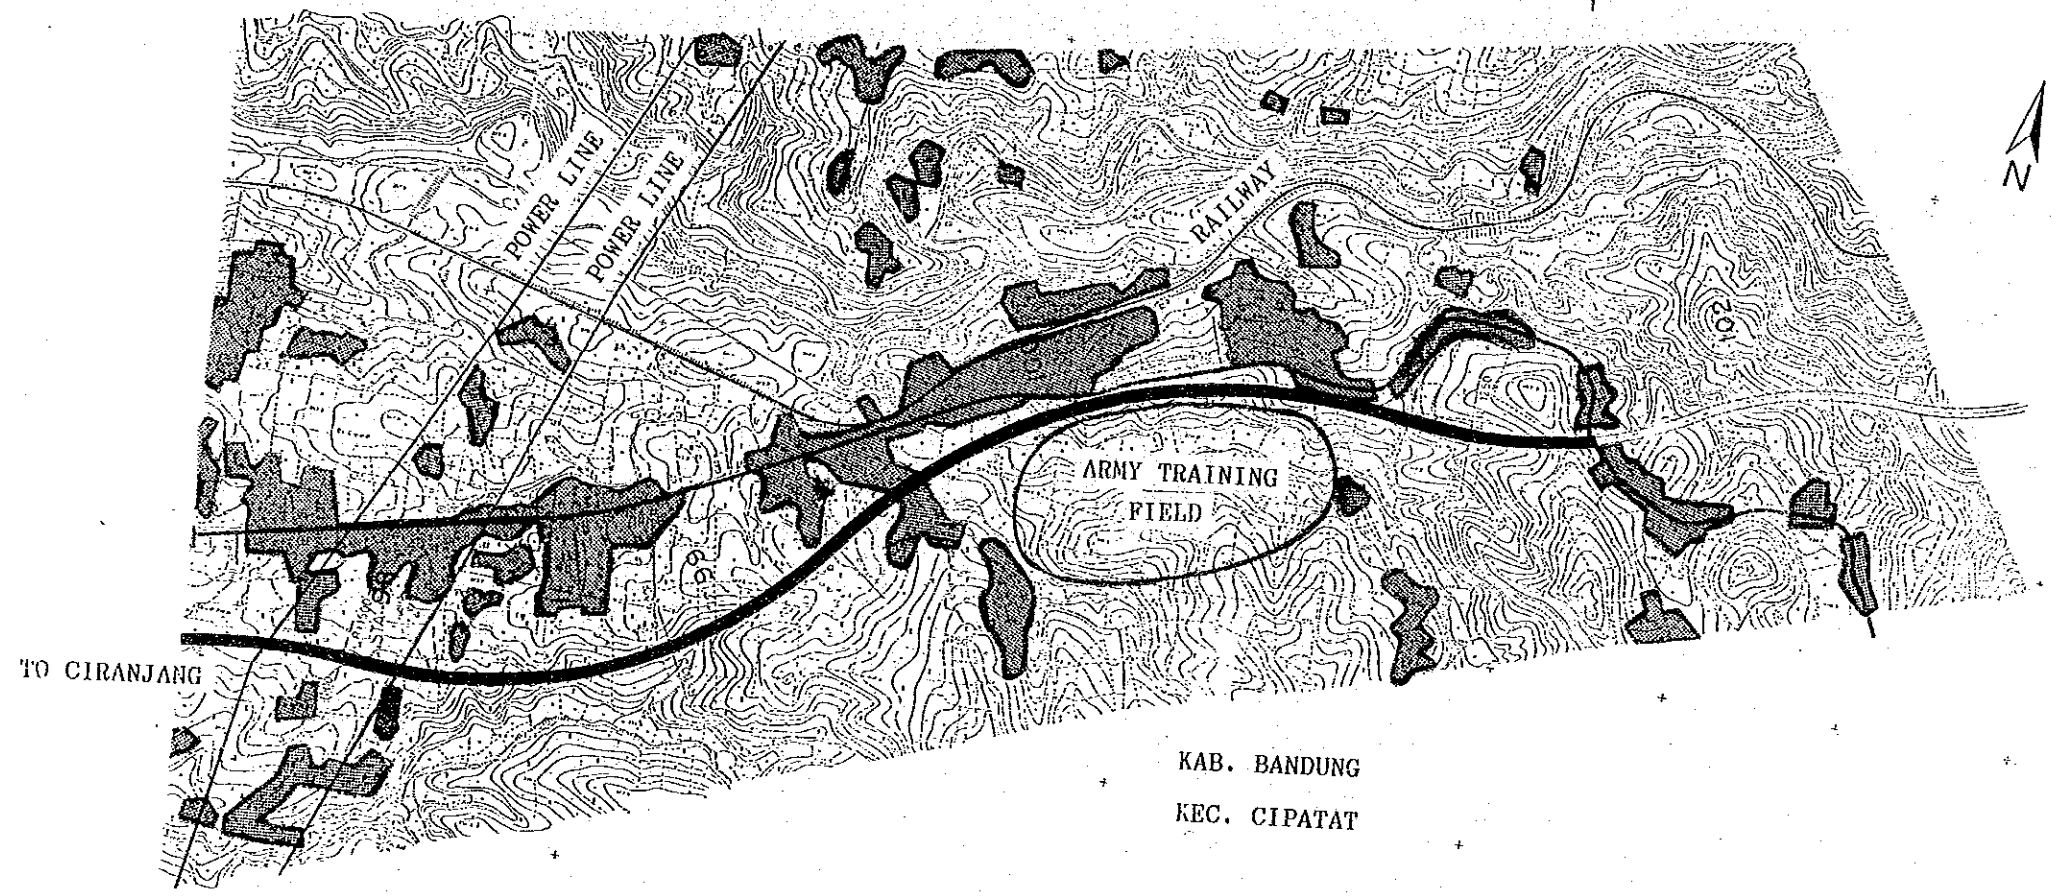 N
POWER LINE
POWER LINE
RAILWAY
ARMY TRAINING
FIELD
TO CIRANJANG
KAB. BANDUNG
KEC. CIPATAT